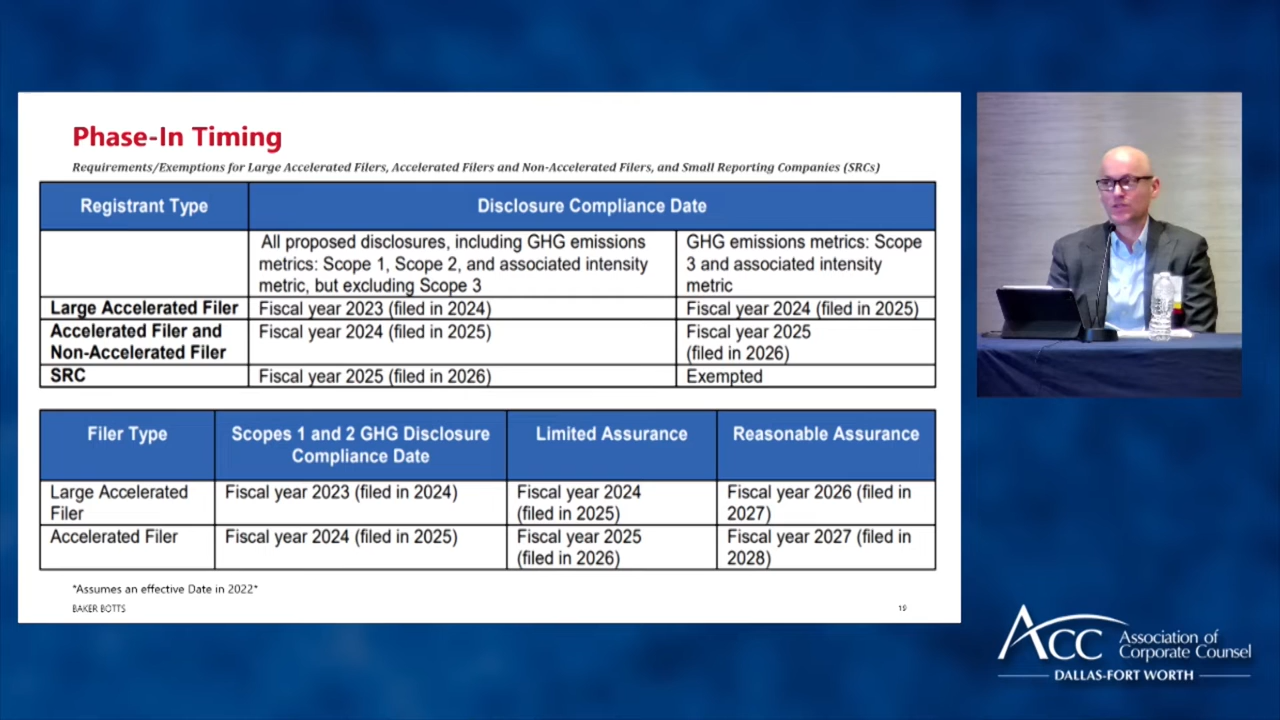 Phase-In Timing
Requirements/Exemptions for Large Accelerated Filers, Accelerated Filers and Non-Accelerated Filers, and Small Reporting Companies (SRCs)
Registrant Type
Disclosure Compliance Date
All proposed disclosures, including GHG emissions
metrics: Scope 1, Scope 2, and associated intensity
metric, but excluding Scope 3
GHG emissions metrics: Scope
3 and associated intensity
metric
Large Accelerated Filer
Fiscal year 2023 (filed in 2024)
Fiscal year 2024 (filed in 2025)
Accelerated Filer and
Non-Accelerated Filer
Fiscal year 2024 (filed in 2025)
Fiscal year 2025
(filed in 2026)
SRC
Fiscal year 2025 (filed in 2026)
Exempted
Filer Type
Scopes 1 and 2 GHG Disclosure
Compliance Date
Limited Assurance
Reasonable Assurance
Large Accelerated
Filer
Fiscal year 2023 (filed in 2024)
Fiscal year 2024
(filed in 2025)
Fiscal year 2026 (filed in
2027)
Accelerated Filer
Fiscal year 2024 (filed in 2025)
Fiscal year 2025
(filed in 2026)
Fiscal year 2027 (filed in
2028)
*Assumes an effective Date in 2022*
BAKER BOTTS
19
ACC
Association of
Corporate Counsel
DALLAS-FORT WORTH